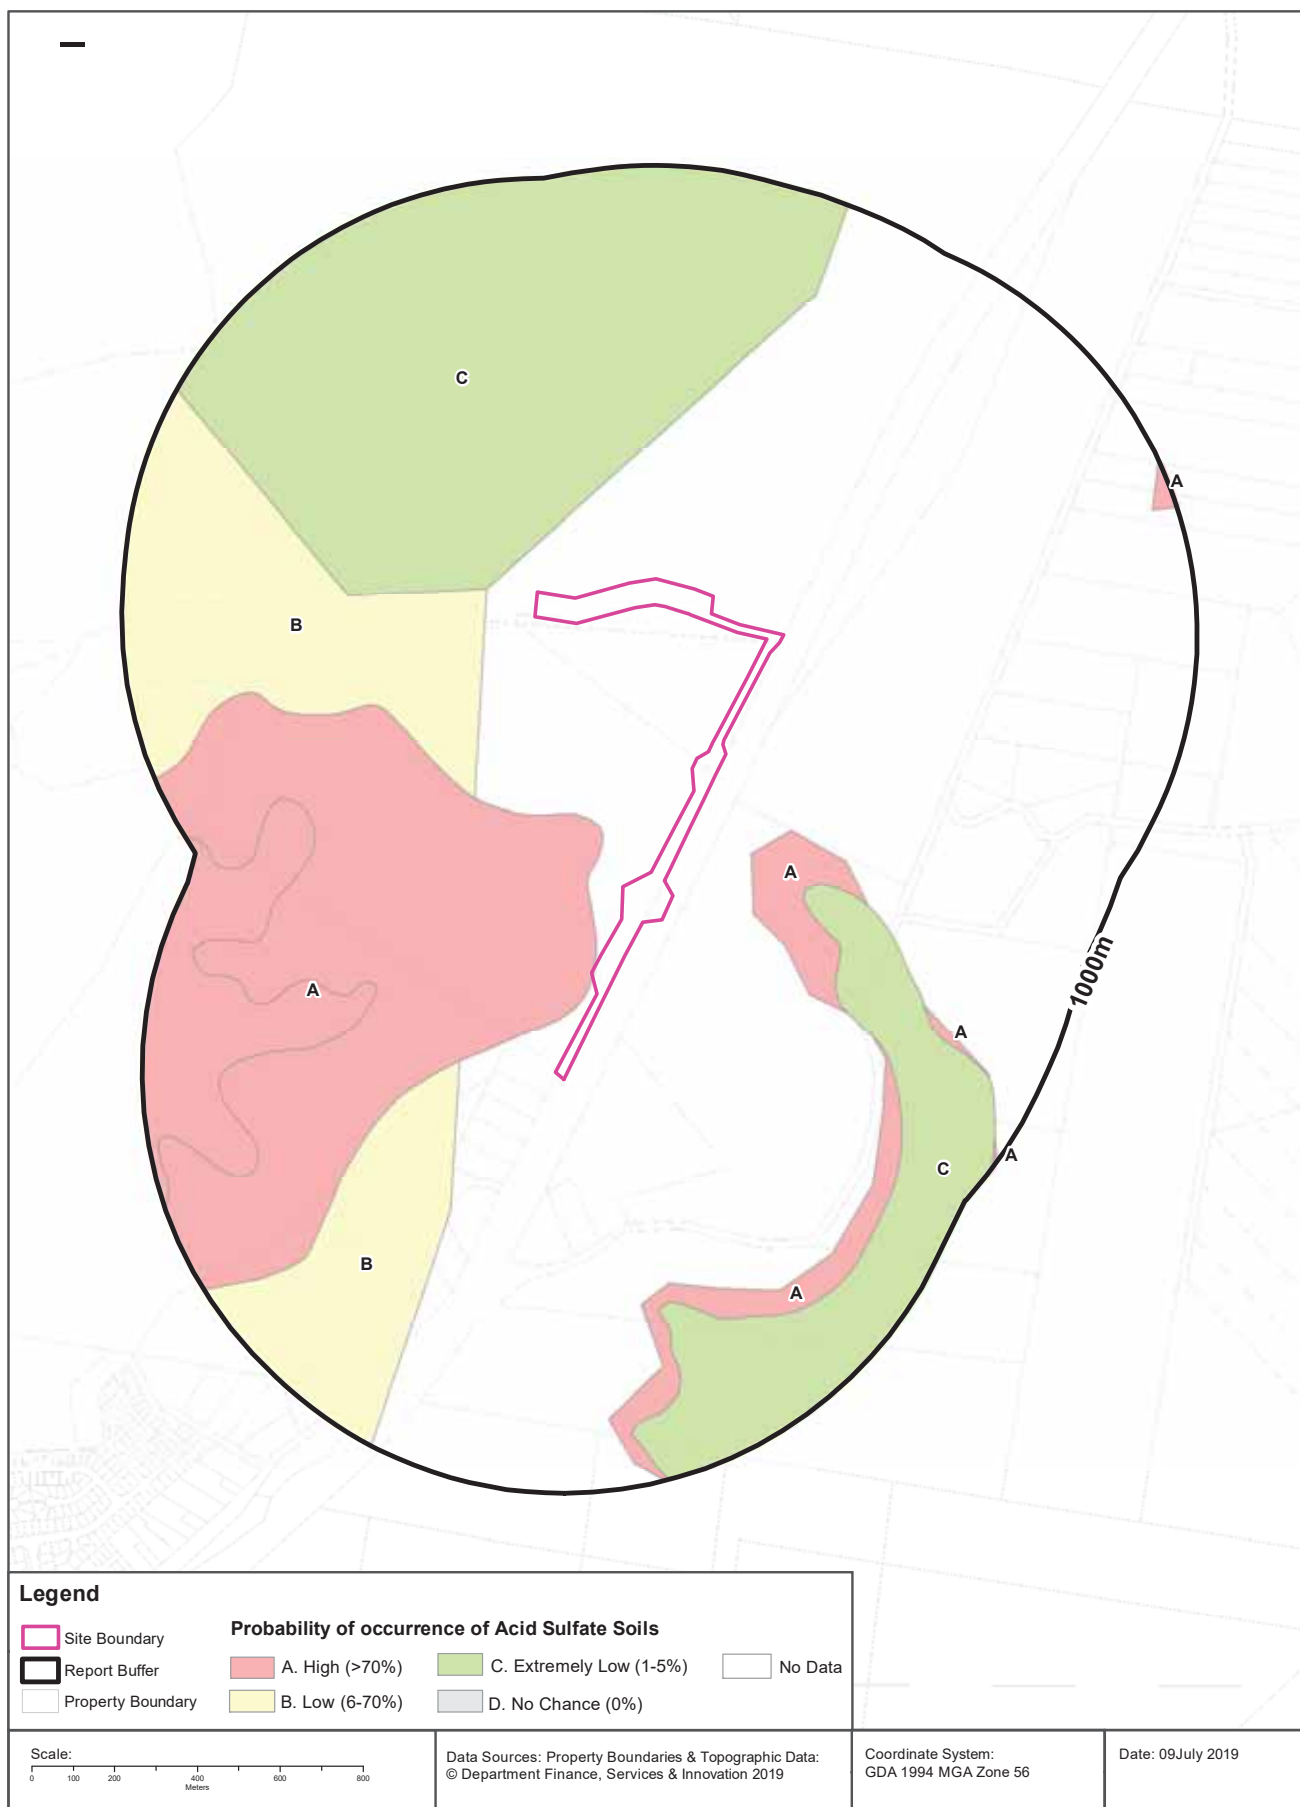 C
A
B
A
A
A
1000m
A
C
B
A
Legend
Site Boundary
Report Buffer
Property Boundary
Probability of occurrence of Acid Sulfate Soils
A. High (>70%)
B. Low (6-70%)
C. Extremely Low (1-5%)
D. No Chance (0%)
No Data
Scale:
0 100 200 400 600 800
Meters
Data Sources: Property Boundaries & Topographic Data:
© Department Finance, Services & Innovation 2019
Coordinate System:
GDA 1994 MGA Zone 56
Date: 09July 2019